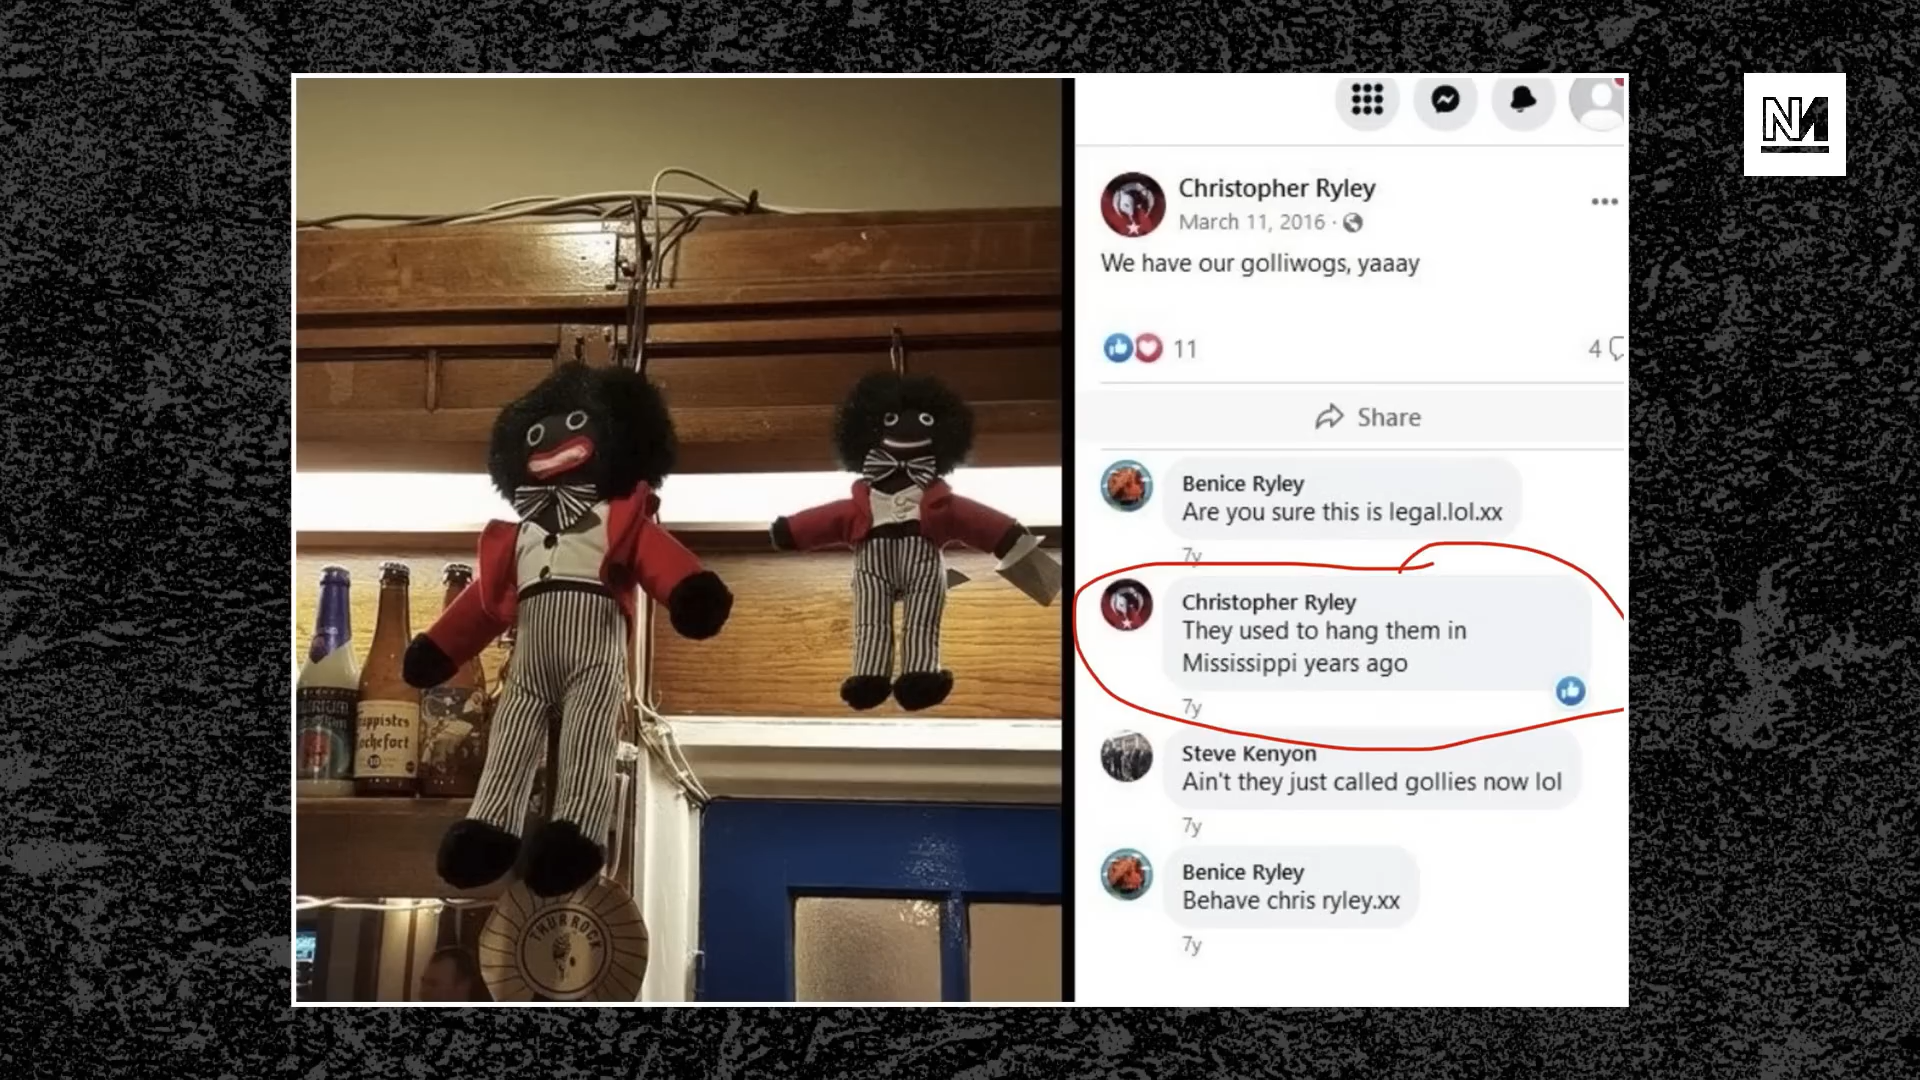 NM
Christopher Ryley
March 11, 2016
We have our golliwogs, yaaay
11
4
Share
Benice Ryley
Are you sure this is legal.lol.xx
7y
Christopher Ryley
They used to hang them in
Mississippi years ago
7y
Steve Kenyon
Ain't they just called gollies now lol
7y
Benice Ryley
Behave chris ryley.xx
7y
THURROCK